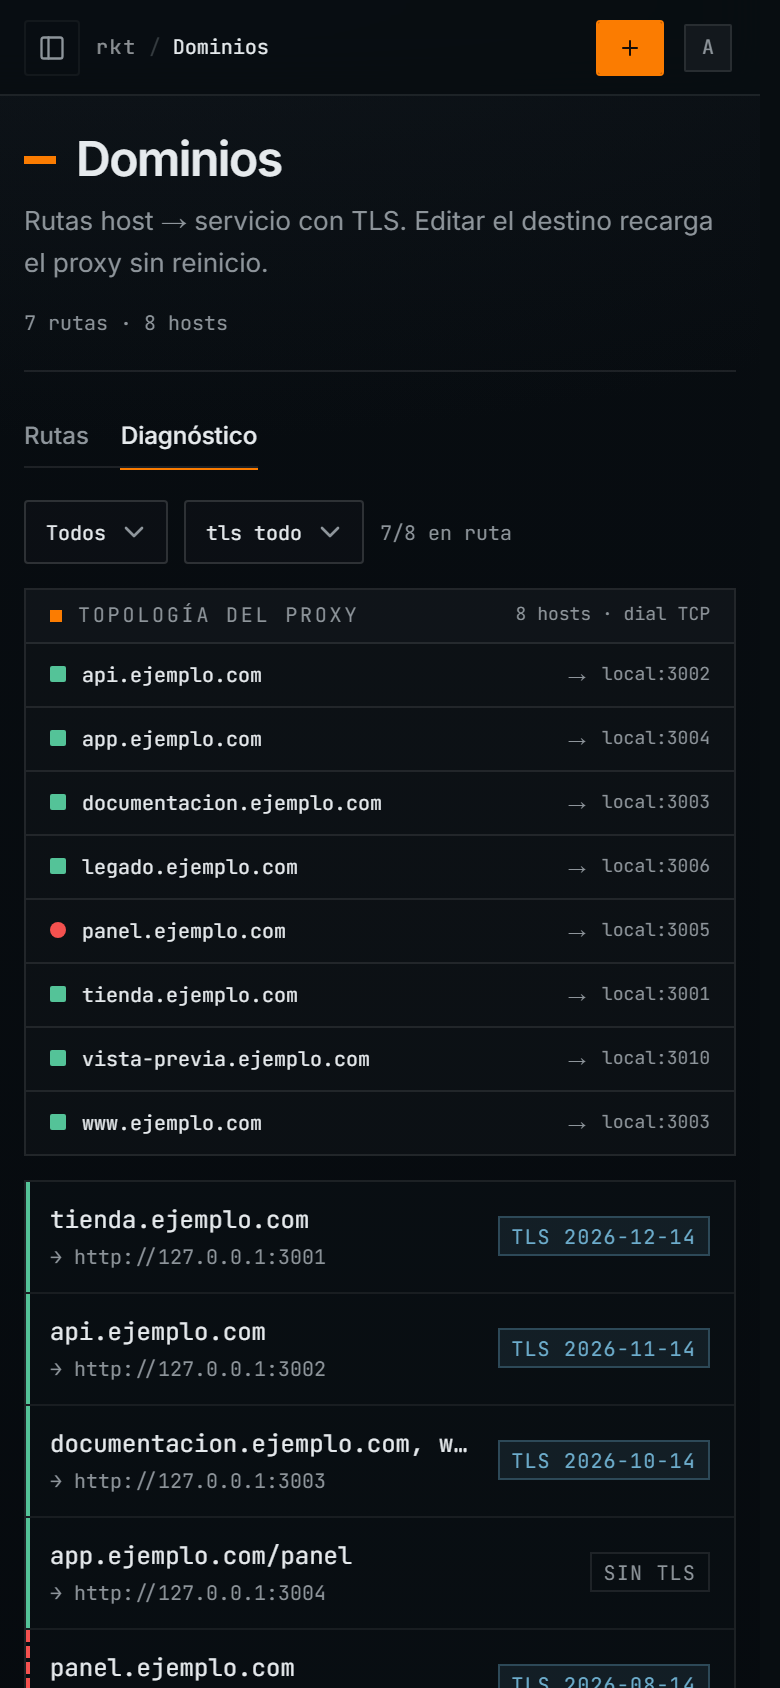 rkt / Dominios
+
A
Dominios
Rutas host → servicio con TLS. Editar el destino recarga
el proxy sin reinicio.
7 rutas · 8 hosts
Rutas Diagnóstico
Todos tls todo 7/8 en ruta
TOPOLOGÍA DEL PROXY 8 hosts · dial TCP
api.ejemplo.com → local:3002
app.ejemplo.com → local:3004
documentacion.ejemplo.com → local:3003
legado.ejemplo.com → local:3006
panel.ejemplo.com → local:3005
tienda.ejemplo.com → local:3001
vista-previa.ejemplo.com → local:3010
www.ejemplo.com → local:3003
tienda.ejemplo.com
→ http://127.0.0.1:3001
TLS 2026-12-14
api.ejemplo.com
→ http://127.0.0.1:3002
TLS 2026-11-14
documentacion.ejemplo.com, w…
→ http://127.0.0.1:3003
TLS 2026-10-14
app.ejemplo.com/panel
→ http://127.0.0.1:3004
SIN TLS
panel.ejemplo.com
TLS 2026-08-14